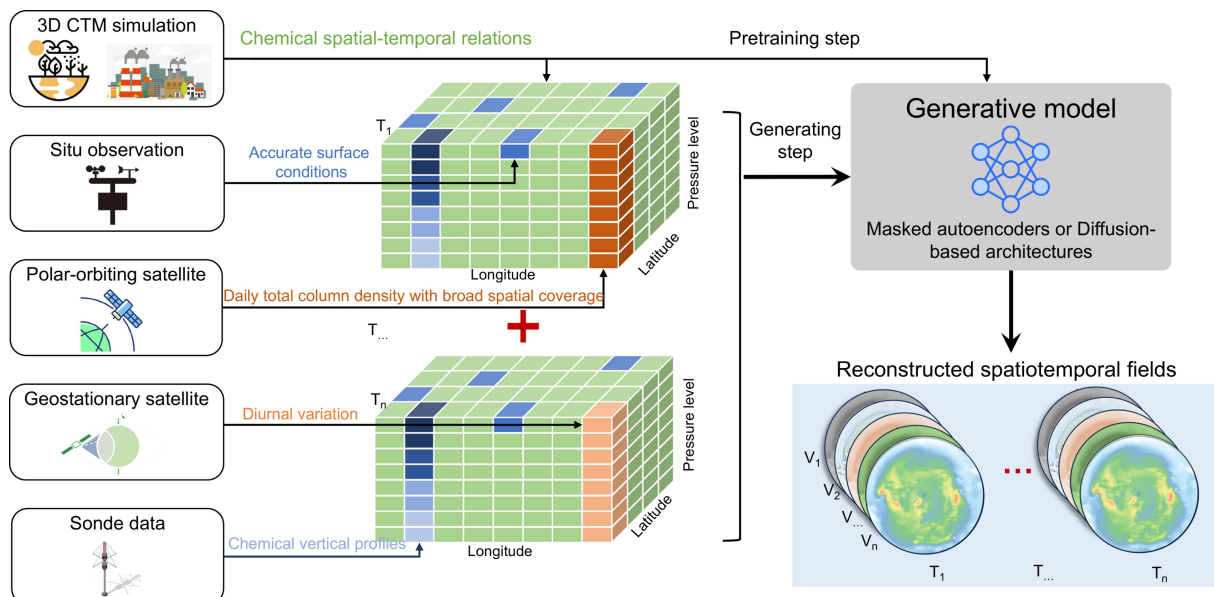 3D CTM simulation
Chemical spatial-temporal relations
Pretraining step
Situ observation
Accurate surface
conditions
T1
Pressure level
Latitude
Longitude
Generating
step
Generative model
Masked autoencoders or Diffusion-
based architectures
Polar-orbiting satellite
Daily total column density with broad spatial coverage
T...
+
Geostationary satellite
Diurnal variation
Tn
Pressure level
Latitude
Longitude
Sonde data
Chemical vertical profiles
Reconstructed spatiotemporal fields
V1
V2
V...
Vn
...
T1
T...
Tn